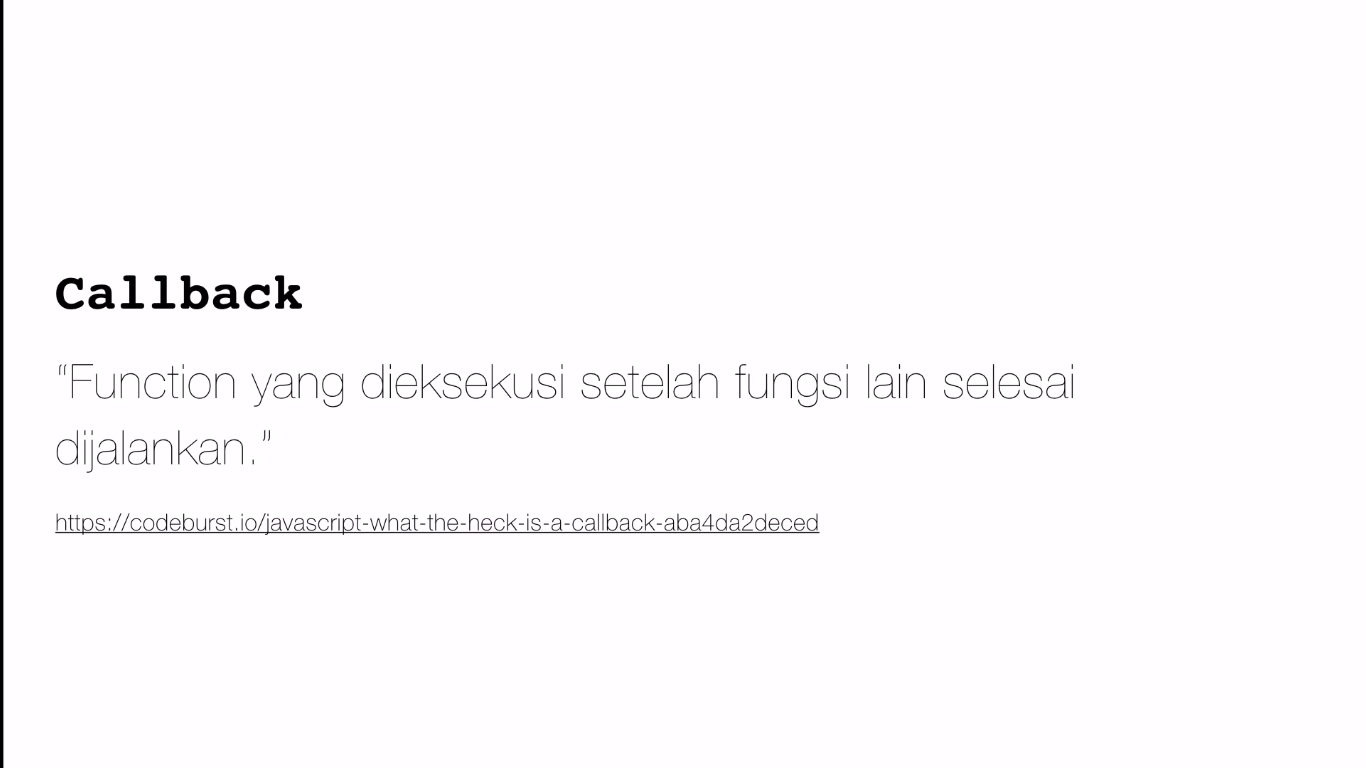 Callback
“Function yang dieksekusi setelah fungsi lain selesai
dijalankan.”
https://codeburst.io/javascript-what-the-heck-is-a-callback-aba4da2deced